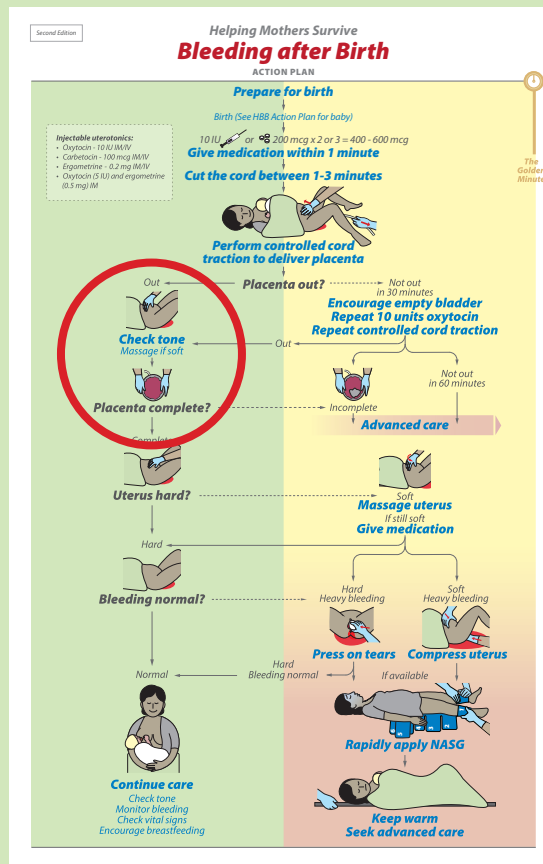 Second Edition
Helping Mothers Survive
Bleeding after Birth
ACTION PLAN
Prepare for birth
Birth (See HBB Action Plan for baby)
10 IU or 200 mcg x 2 or 3 = 400 - 600 mcg
Give medication within 1 minute
Injectable uterotonics:
• Oxytocin - 10 IU IM/IV
• Carbetocin - 100 mcg IM/IV
• Ergometrine – 0.2 mg IM/IV
• Oxytocin (5 IU) and ergometrine
(0.5 mg) IM
Cut the cord between 1-3 minutes
The
Golden
Minute
Perform controlled cord
traction to deliver placenta
Out
Placenta out?
Not out
in 30 minutes
Encourage empty bladder
Repeat 10 units oxytocin
Repeat controlled cord traction
Check tone
Massage if soft
Out
Not out
in 60 minutes
Placenta complete?
Incomplete
Advanced care
Complete
Uterus hard?
Soft
Massage uterus
If still soft
Give medication
Hard
Bleeding normal?
Hard
Heavy bleeding
Soft
Heavy bleeding
Press on tears
Compress uterus
Normal
Hard
Bleeding normal
If available
5
4
3
2
Rapidly apply NASG
Continue care
Check tone
Monitor bleeding
Check vital signs
Encourage breastfeeding
Keep warm
Seek advanced care